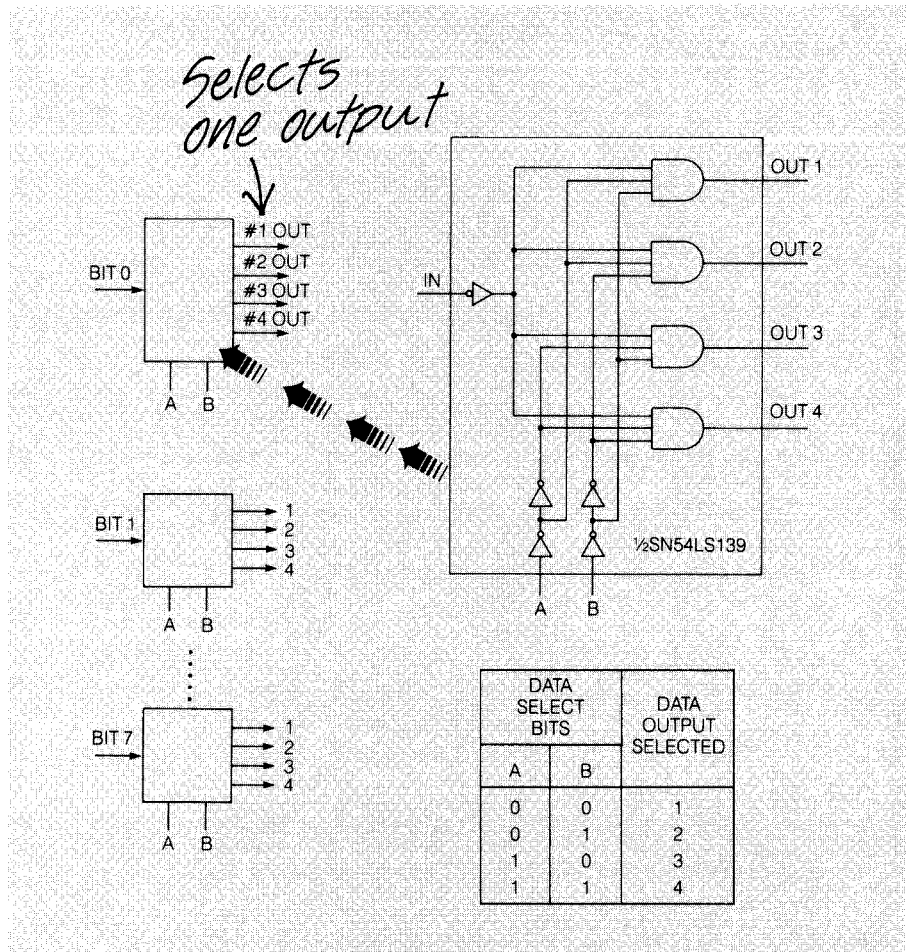 Selects
one output
#1 OUT
#2 OUT
#3 OUT
#4 OUT
BIT 0
A B
BIT 1
1
2
3
4
A B
BIT 7
1
2
3
4
A B
IN
OUT 1
OUT 2
OUT 3
OUT 4
½SN54LS139
A B
DATA
SELECT
BITS
DATA
OUTPUT
SELECTED
A B
0 0 1
0 1 2
1 0 3
1 1 4